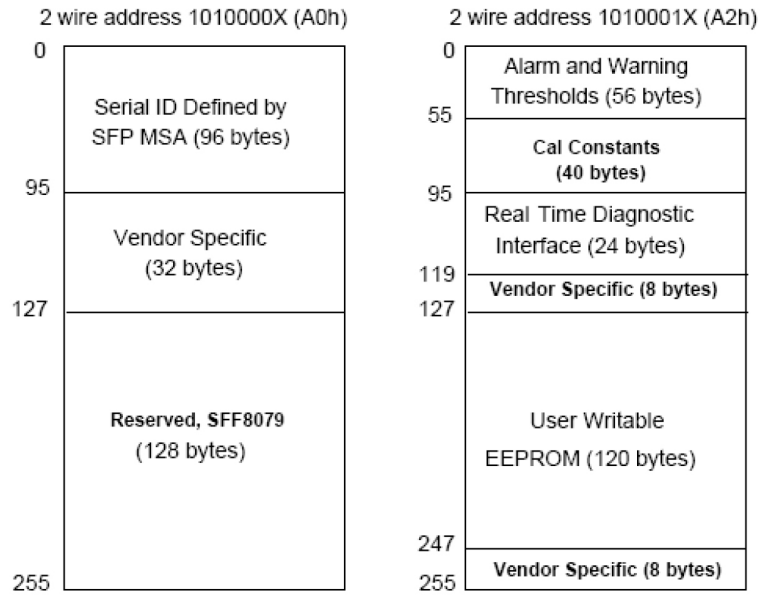 2 wire address 1010000X (A0h)
0
Serial ID Defined by
SFP MSA (96 bytes)
95
Vendor Specific
(32 bytes)
127
Reserved, SFF8079
(128 bytes)
255
2 wire address 1010001X (A2h)
0
Alarm and Warning
Thresholds (56 bytes)
55
Cal Constants
(40 bytes)
95
Real Time Diagnostic
Interface (24 bytes)
119
Vendor Specific (8 bytes)
127
User Writable
EEPROM (120 bytes)
247
Vendor Specific (8 bytes)
255